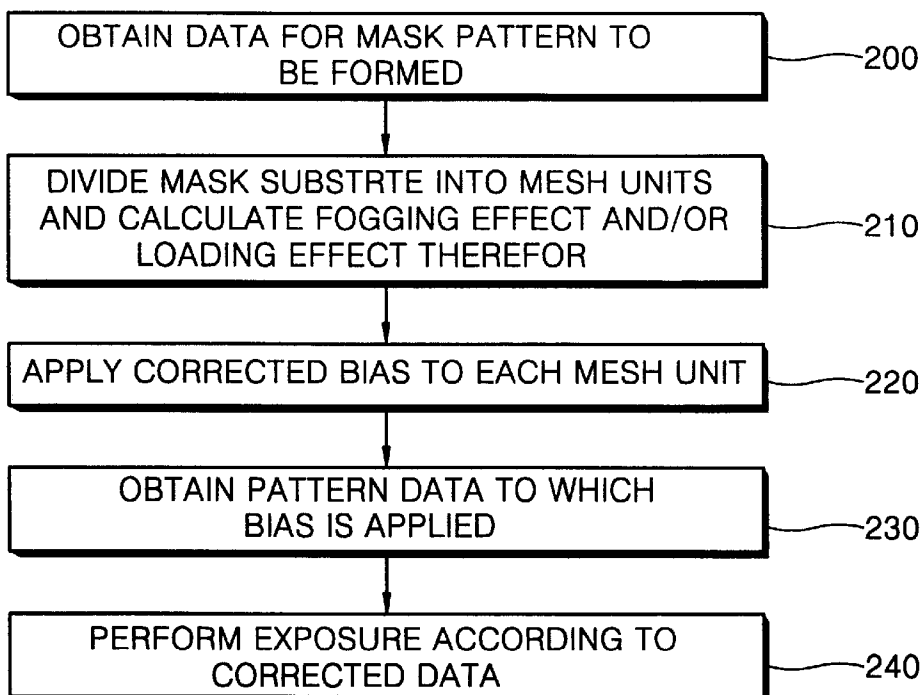 OBTAIN DATA FOR MASK PATTERN TO
BE FORMED
200
DIVIDE MASK SUBSTRTE INTO MESH UNITS
AND CALCULATE FOGGING EFFECT AND/OR
LOADING EFFECT THEREFOR
210
APPLY CORRECTED BIAS TO EACH MESH UNIT
220
OBTAIN PATTERN DATA TO WHICH
BIAS IS APPLIED
230
PERFORM EXPOSURE ACCORDING TO
CORRECTED DATA
240